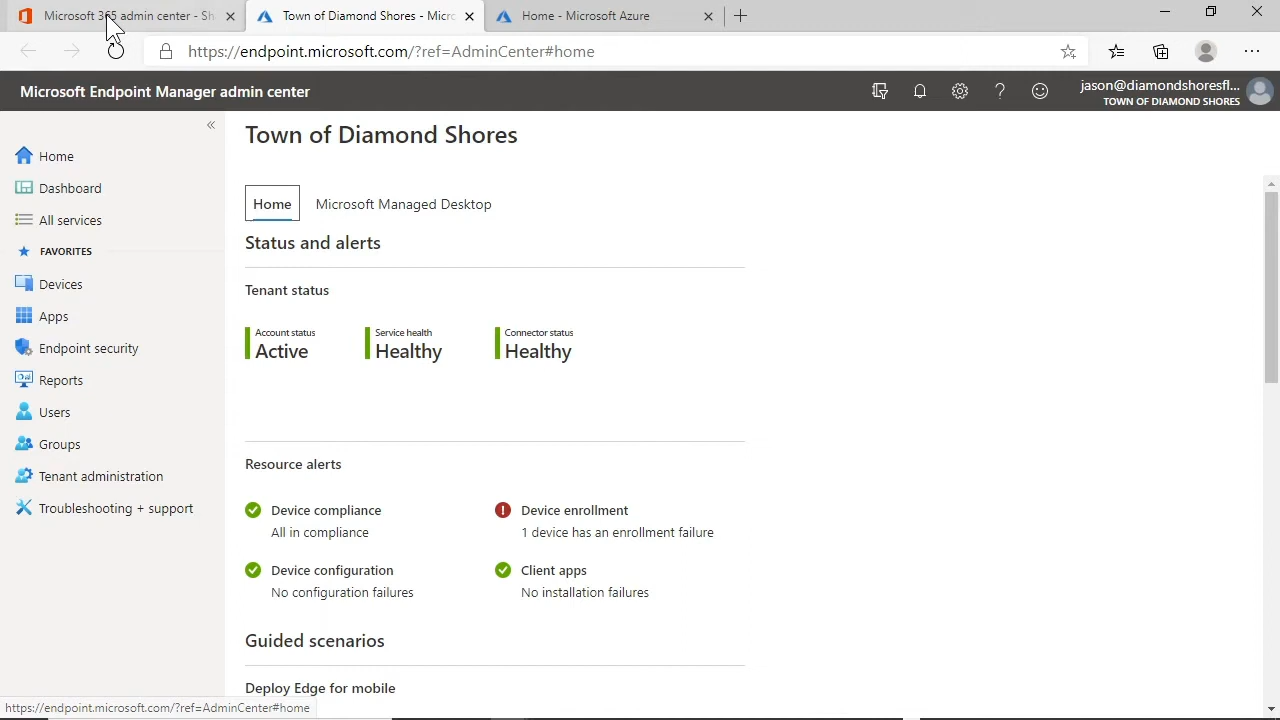 Microsoft 365 admin center - Sh
Town of Diamond Shores - Micr
Home - Microsoft Azure
https://endpoint.microsoft.com/?ref=AdminCenter#home
Microsoft Endpoint Manager admin center
jason@diamondshoresfl...
TOWN OF DIAMOND SHORES
Home
Dashboard
All services
FAVORITES
Devices
Apps
Endpoint security
Reports
Users
Groups
Tenant administration
Troubleshooting + support
Town of Diamond Shores
Home
Microsoft Managed Desktop
Status and alerts
Tenant status
Account status
Active
Service health
Healthy
Connector status
Healthy
Resource alerts
Device compliance
All in compliance
Device enrollment
1 device has an enrollment failure
Device configuration
No configuration failures
Client apps
No installation failures
Guided scenarios
Deploy Edge for mobile
https://endpoint.microsoft.com/?ref=AdminCenter#home